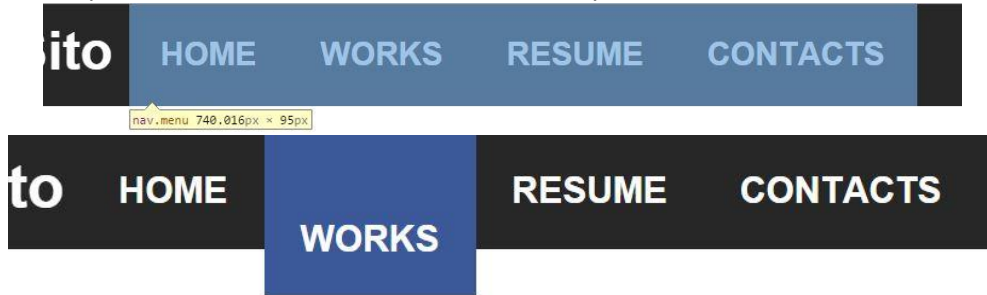 ito HOME WORKS RESUME CONTACTS
nav.menu 740.016px × 95px
to HOME WORKS RESUME CONTACTS